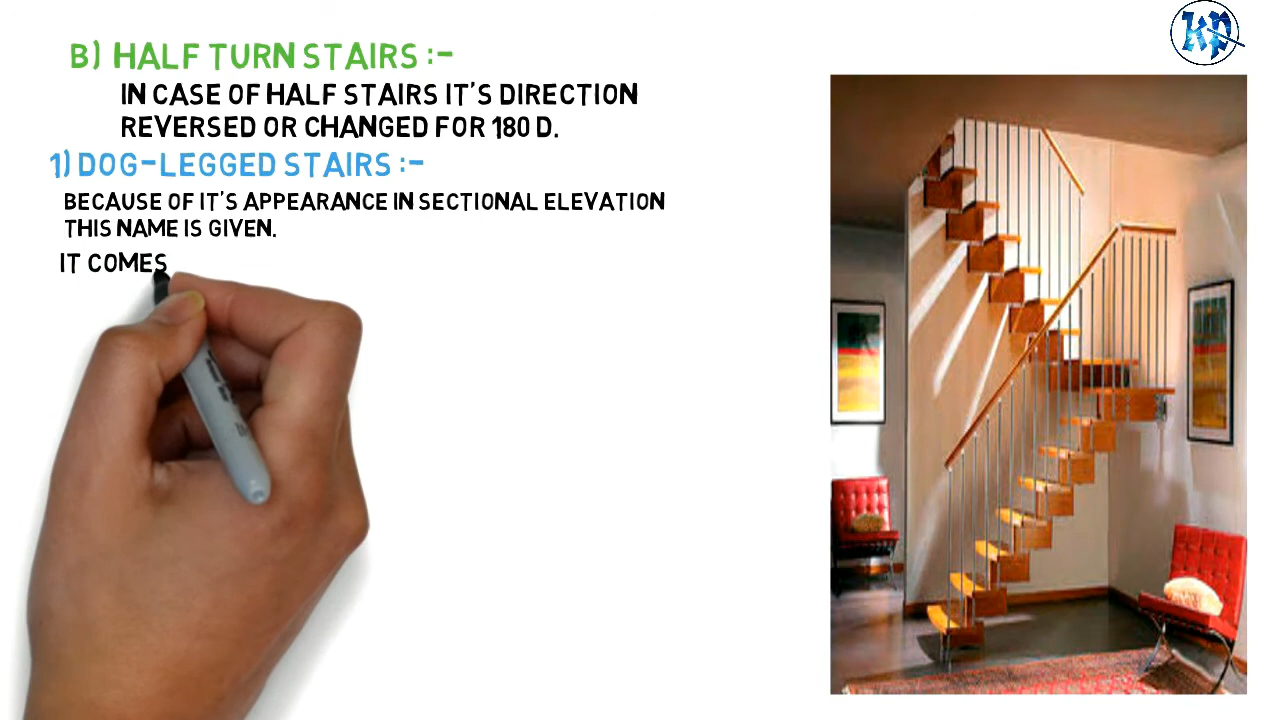 B) HALF TURN STAIRS :-
IN CASE OF HALF STAIRS IT'S DIRECTION
REVERSED OR CHANGED FOR 180 D.
1) DOG-LEGGED STAIRS :-
BECAUSE OF IT'S APPEARANCE IN SECTIONAL ELEVATION
THIS NAME IS GIVEN.
IT COMES